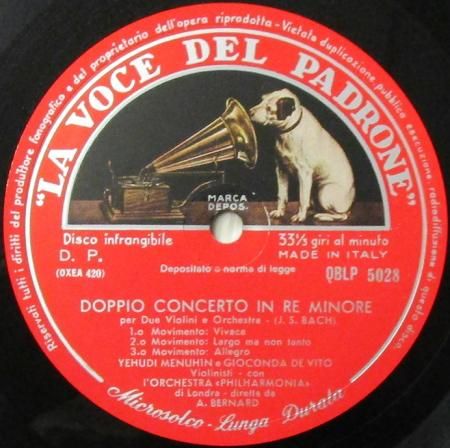 Riservati tutti i diritti del produttore fonografico e del proprietario dell'opera riprodotta - Vietata duplicazione, pubblica esecuzione radiodiffusione di questo disco.
"LA VOCE DEL PADRONE"
MARCA
DEPOS.
Disco infrangibile
33⅓ giri al minuto
D. P.
MADE IN ITALY
(OXEA 420)
Depositato a norma di legge
QBLP 5028
DOPPIO CONCERTO IN RE MINORE
per Due Violini e Orchestra - (J. S. BACH)
1.o Movimento: Vivace
2.o Movimento: Largo ma non tanto
3.o Movimento: Allegro
YEHUDI MENUHIN e GIOCONDA DE VITO
Violinisti - con
l'ORCHESTRA «PHILHARMONIA»
di Londra - diretta da
A. BERNARD
Microsolco - Lunga Durata